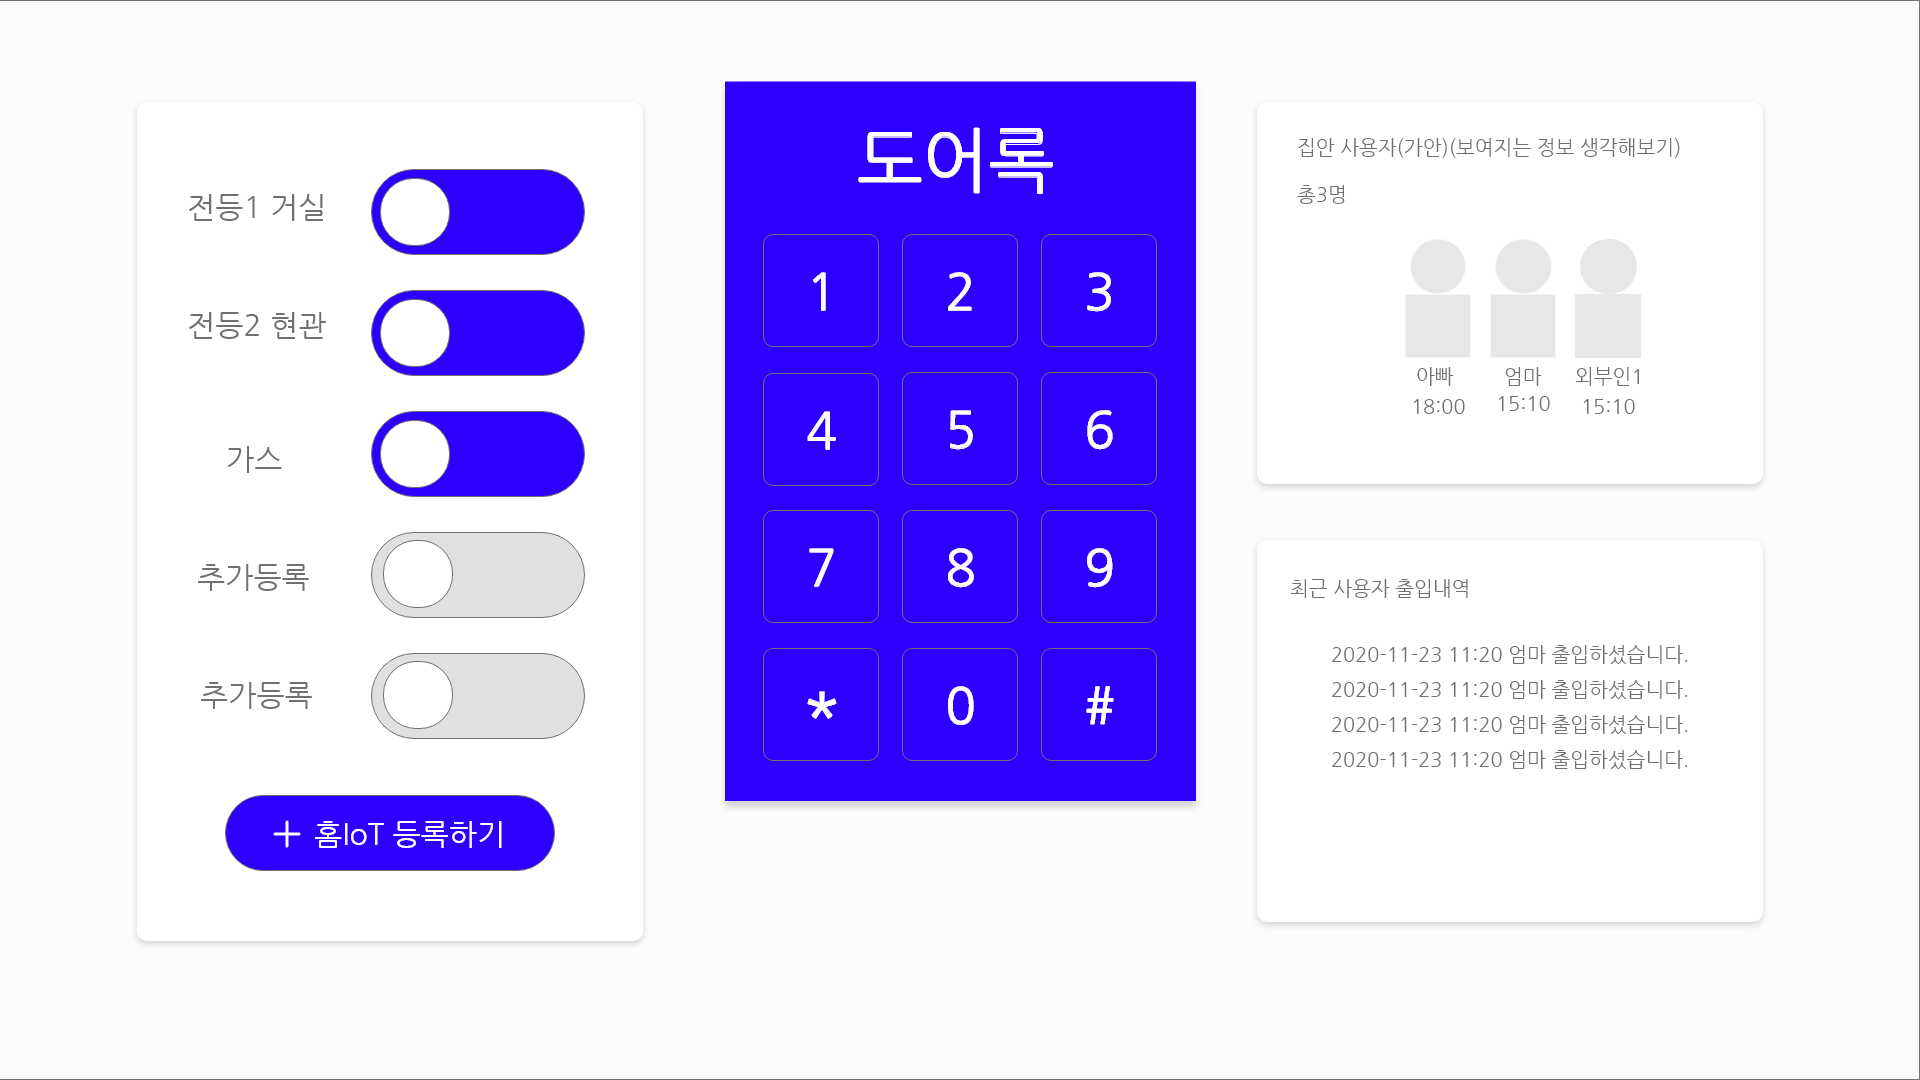 전등1 거실
전등2 현관
가스
추가등록
추가등록
+ 홈IoT 등록하기
도어록
1 2 3
4 5 6
7 8 9
* 0 #
집안 사용자(가안)(보여지는 정보 생각해보기)
총3명
아빠 엄마 외부인1
18:00 15:10 15:10
최근 사용자 출입내역
2020-11-23 11:20 엄마 출입하셨습니다.
2020-11-23 11:20 엄마 출입하셨습니다.
2020-11-23 11:20 엄마 출입하셨습니다.
2020-11-23 11:20 엄마 출입하셨습니다.